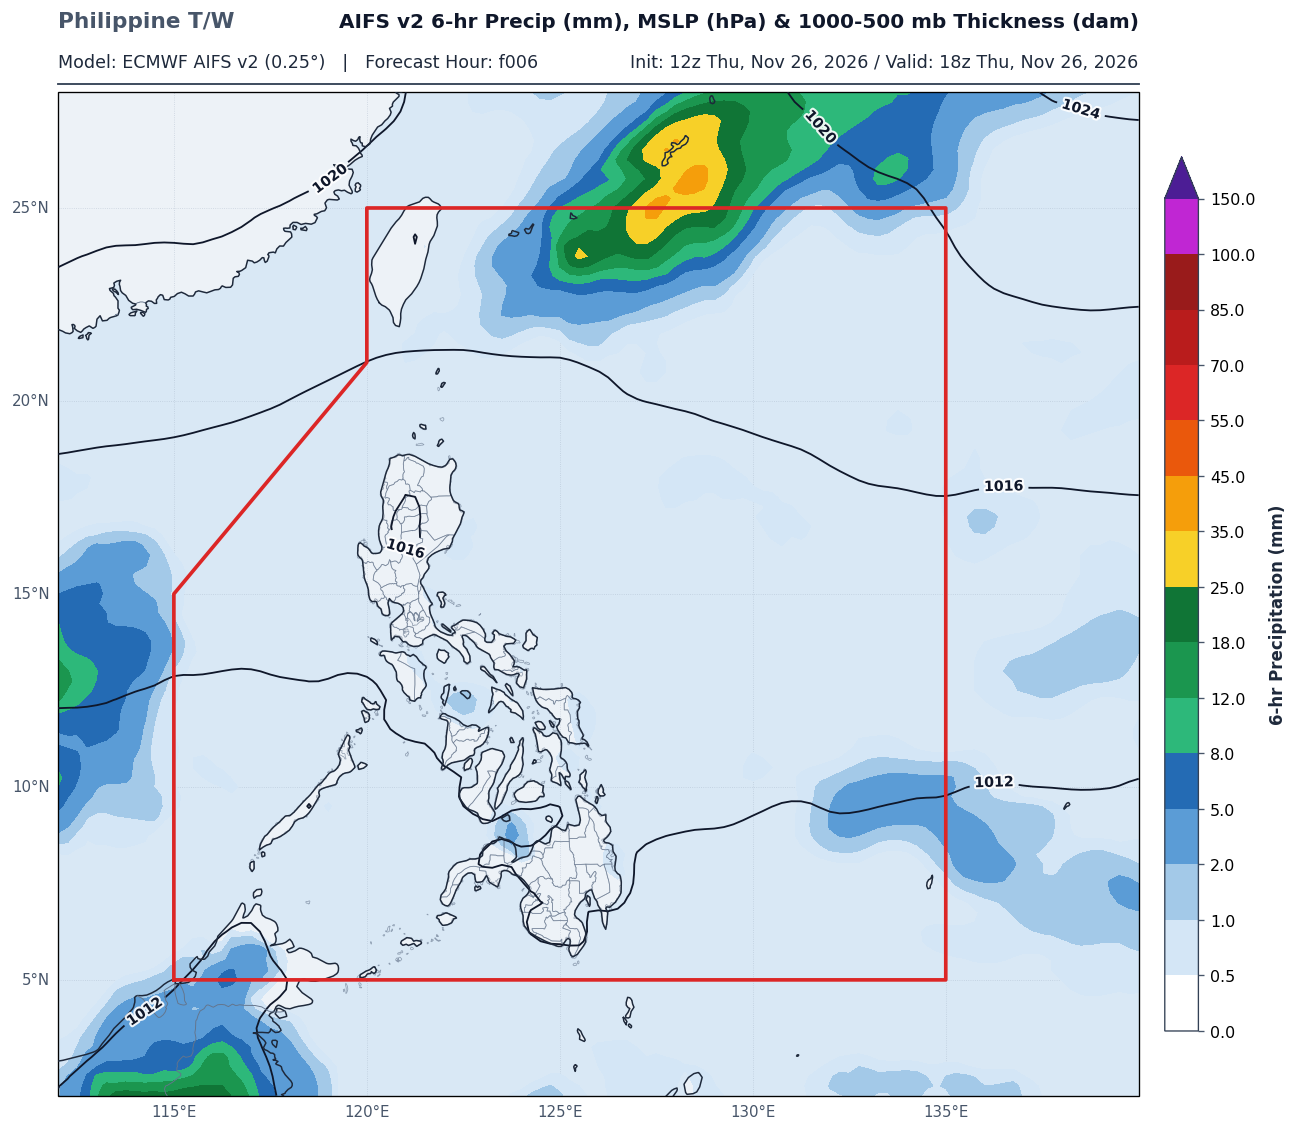 Philippine T/W
AIFS v2 6-hr Precip (mm), MSLP (hPa) & 1000-500 mb Thickness (dam)
Model: ECMWF AIFS v2 (0.25°) | Forecast Hour: f006
Init: 12z Thu, Nov 26, 2026 / Valid: 18z Thu, Nov 26, 2026
1024
1020
1020
1016
1016
1012
1012
25°N
20°N
15°N
10°N
5°N
115°E
120°E
125°E
130°E
135°E
150.0
100.0
85.0
70.0
55.0
45.0
35.0
25.0
18.0
12.0
8.0
5.0
2.0
1.0
0.5
0.0
6-hr Precipitation (mm)